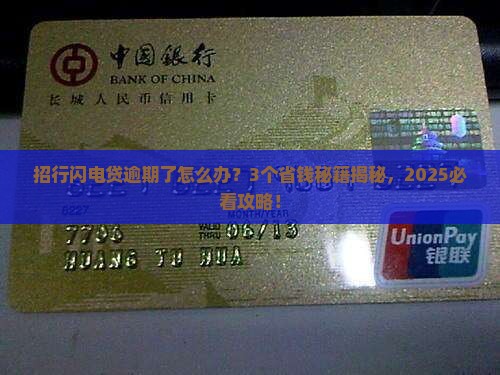 中国银行
BANK OF CHINA
长城人民币信用卡
招行闪电贷逾期了怎么办？3个省钱秘籍揭秘，2025必
看攻略！
6227
7706
06/13
HUANG YU HUA
UnionPay
银联